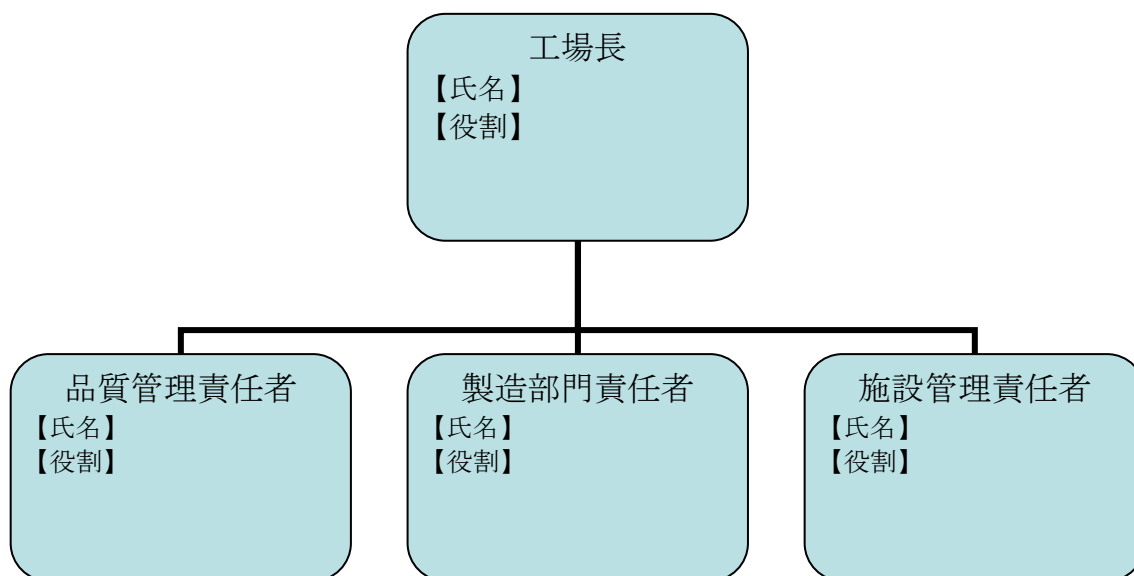 工場長
【氏名】
【役割】
品質管理責任者
【氏名】
【役割】
製造部門責任者
【氏名】
【役割】
施設管理責任者
【氏名】
【役割】